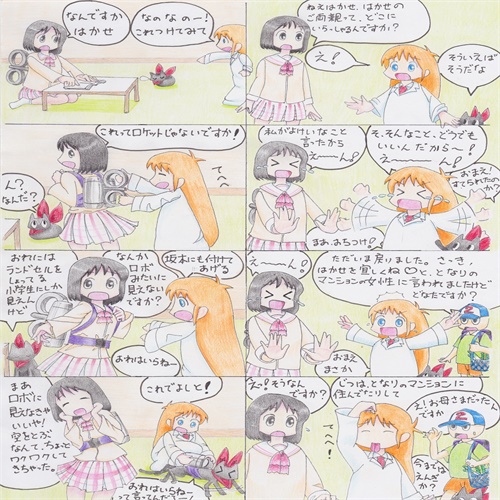 ねえはかせ、はかせの
ご両親って、どこに
いらっしゃるんですか?
え!
そういえば
そうだな
そ、そんなこと、どうでも
いいんだから〜!
え〜〜ん!
おまえ!
すてられたのか?
私がよけいなこと
言ったから
え〜〜ん!
まあ、おちつけ!
ただいま戻りました。さっき、
はかせを宜しくね♡と、となりの
マンションの女性に言われましたけど
どなたですか?
おまえ
まさか
じつは、となりのマンションに
住んでたりして
え!お母さまだったん
ですか
え!そうなん
ですか?
今までは
えんぎか?
なのなのー!
これつけてみて
なんですか
はかせ
これってロケットじゃないですか!
てへへ
ん?
なんだ?
坂本にも付けて
あげる
なんか
ロボ
みたいに
見えない
ですか?
おれには
ランドセルを
しょってる
小学生にしか
見えん
けど
おれはいらねー
これでよしと!
まあ
ロボに
見えなきゃ
いいしや!
空をとぶ
なんて、ちょっと
ワクワクして
きちゃった。
おれはいらねー
って言ってんだろー!